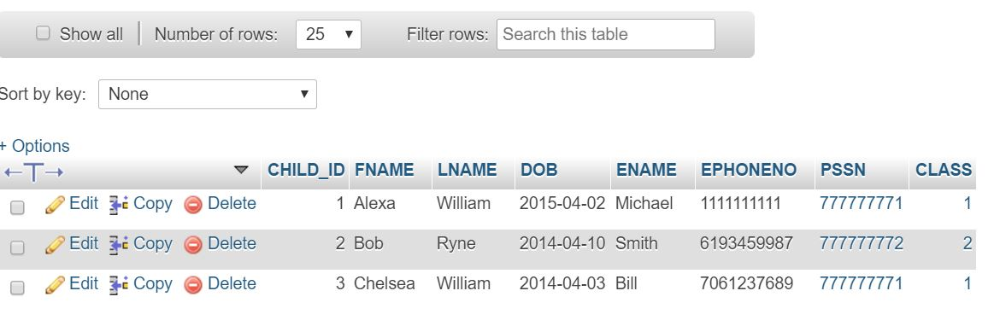 Show all | Number of rows: 25 Filter rows: Search this table
Sort by key: None
+ Options
←T→ CHILD_ID FNAME LNAME DOB ENAME EPHONENO PSSN CLASS
Edit Copy Delete 1 Alexa William 2015-04-02 Michael 1111111111 777777771 1
Edit Copy Delete 2 Bob Ryne 2014-04-10 Smith 6193459987 777777772 2
Edit Copy Delete 3 Chelsea William 2014-04-03 Bill 7061237689 777777771 1